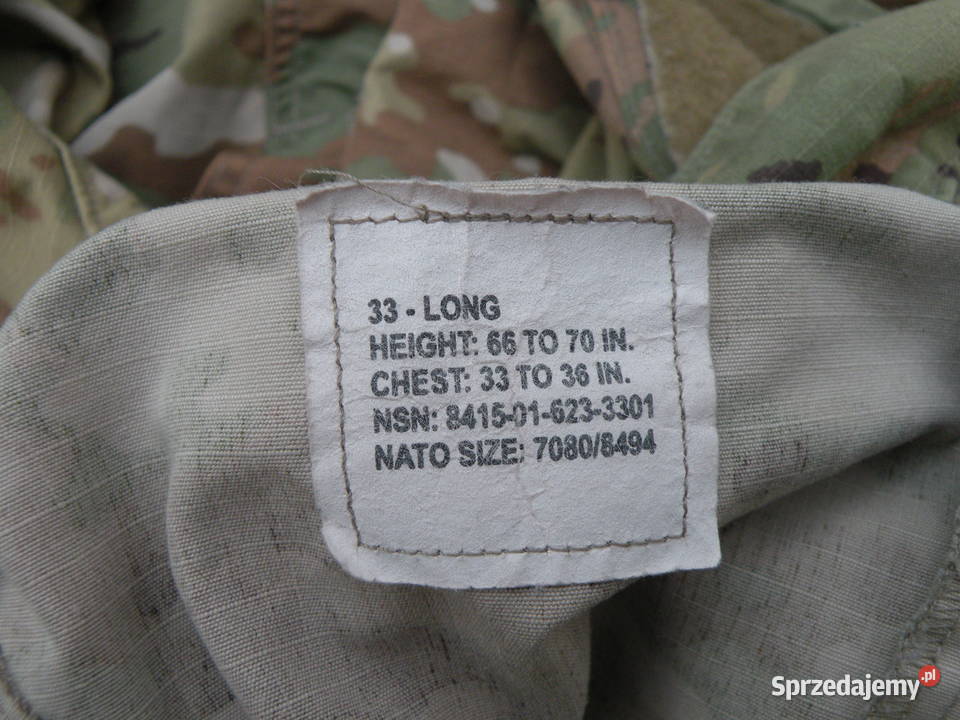 33 - LONG
HEIGHT: 66 TO 70 IN.
CHEST: 33 TO 36 IN.
NSN: 8415-01-623-3301
NATO SIZE: 7080/8494
Sprzedajemy.pl